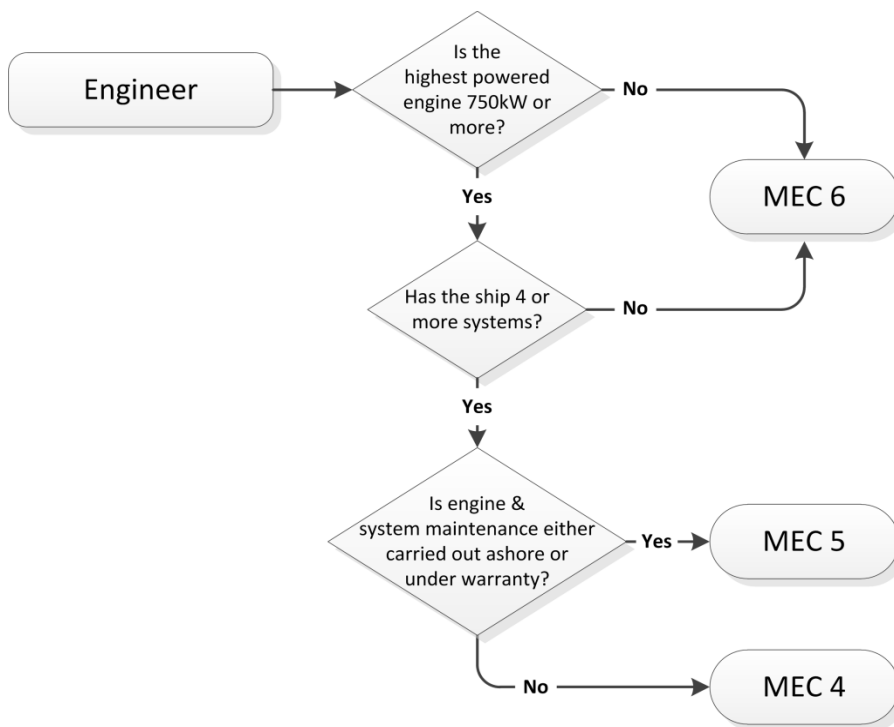 Engineer
Is the
highest powered
engine 750kW or
more?
No
MEC 6
Yes
Has the ship 4 or
more systems?
No
Yes
Is engine &
system maintenance either
carried out ashore or
under warranty?
Yes
MEC 5
No
MEC 4